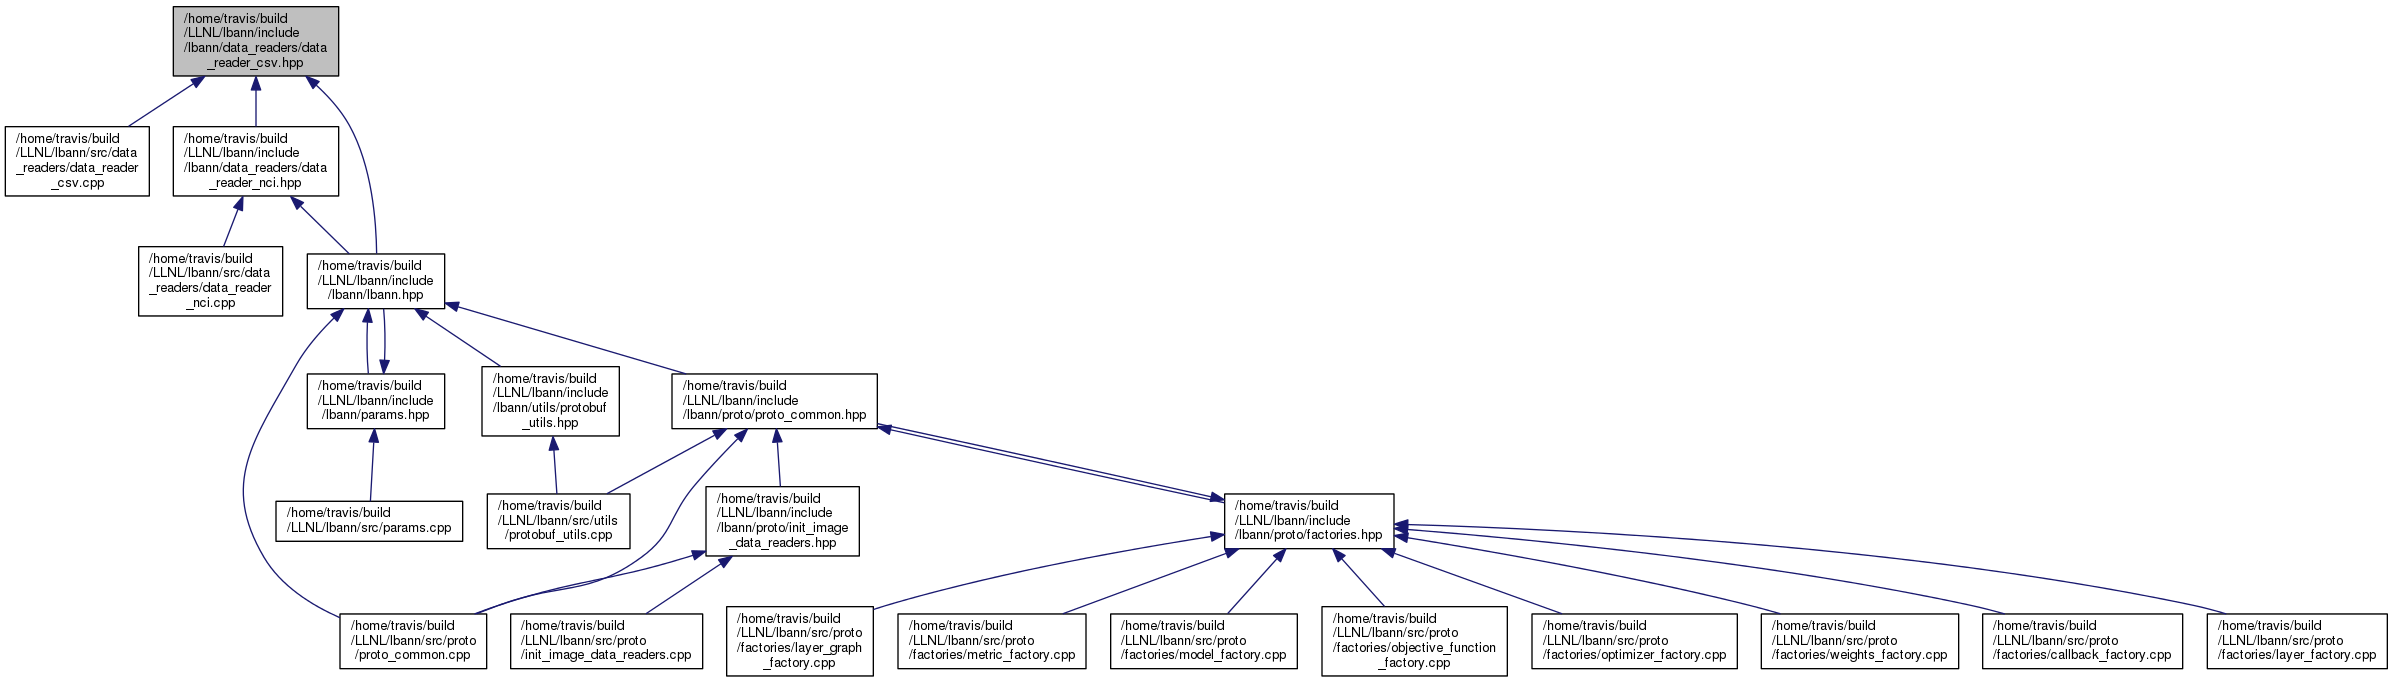 /home/travis/build
/LLNL/lbann/include
/lbann/data_readers/data
_reader_csv.hpp
/home/travis/build
/LLNL/lbann/src/data
_readers/data_reader
_csv.cpp
/home/travis/build
/LLNL/lbann/include
/lbann/data_readers/data
_reader_nci.hpp
/home/travis/build
/LLNL/lbann/src/data
_readers/data_reader
_nci.cpp
/home/travis/build
/LLNL/lbann/include
/lbann/lbann.hpp
/home/travis/build
/LLNL/lbann/include
/lbann/params.hpp
/home/travis/build
/LLNL/lbann/include
/lbann/utils/protobuf
_utils.hpp
/home/travis/build
/LLNL/lbann/include
/lbann/proto/proto_common.hpp
/home/travis/build
/LLNL/lbann/src/params.cpp
/home/travis/build
/LLNL/lbann/src/utils
/protobuf_utils.cpp
/home/travis/build
/LLNL/lbann/include
/lbann/proto/init_image
_data_readers.hpp
/home/travis/build
/LLNL/lbann/include
/lbann/proto/factories.hpp
/home/travis/build
/LLNL/lbann/src/proto
/proto_common.cpp
/home/travis/build
/LLNL/lbann/src/proto
/init_image_data_readers.cpp
/home/travis/build
/LLNL/lbann/src/proto
/factories/layer_graph
_factory.cpp
/home/travis/build
/LLNL/lbann/src/proto
/factories/metric_factory.cpp
/home/travis/build
/LLNL/lbann/src/proto
/factories/model_factory.cpp
/home/travis/build
/LLNL/lbann/src/proto
/factories/objective_function
_factory.cpp
/home/travis/build
/LLNL/lbann/src/proto
/factories/optimizer_factory.cpp
/home/travis/build
/LLNL/lbann/src/proto
/factories/weights_factory.cpp
/home/travis/build
/LLNL/lbann/src/proto
/factories/callback_factory.cpp
/home/travis/build
/LLNL/lbann/src/proto
/factories/layer_factory.cpp